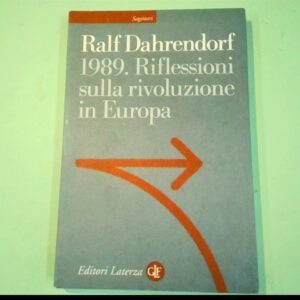 Sagittari
Ralf Dahrendorf
1989. Riflessioni
sulla rivoluzione
in Europa
Editori Laterza